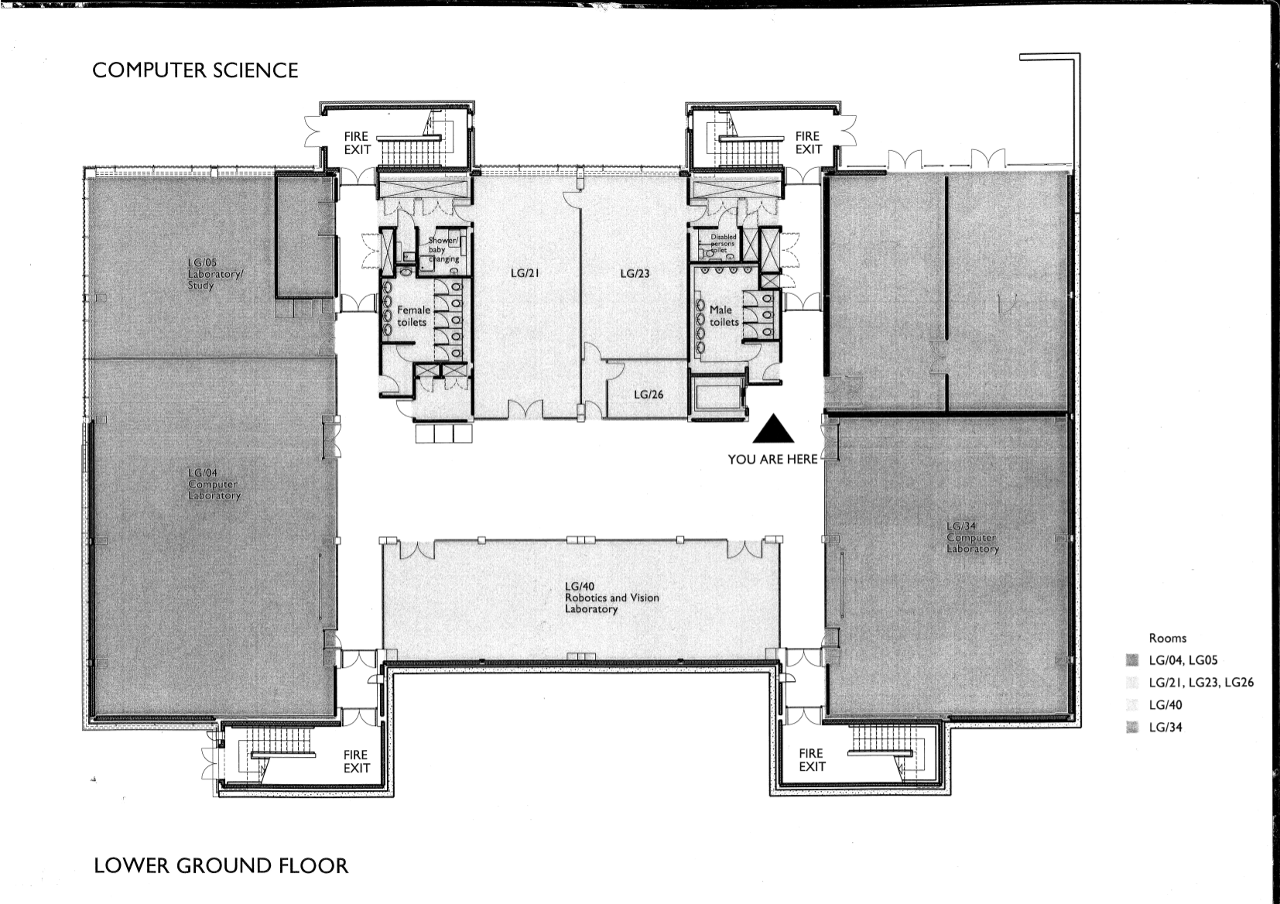 COMPUTER SCIENCE
FIRE
EXIT
FIRE
EXIT
LG/05
Laboratory/
Study
Shower/
baby
changing
LG/21
LG/23
Disabled
persons
toilet
Female
toilets
Male
toilets
LG/26
YOU ARE HERE
LG/04
Computer
Laboratory
LG/34
Computer
Laboratory
LG/40
Robotics and Vision
Laboratory
Rooms
LG/04, LG05
LG/21, LG23, LG26
LG/40
LG/34
FIRE
EXIT
FIRE
EXIT
LOWER GROUND FLOOR